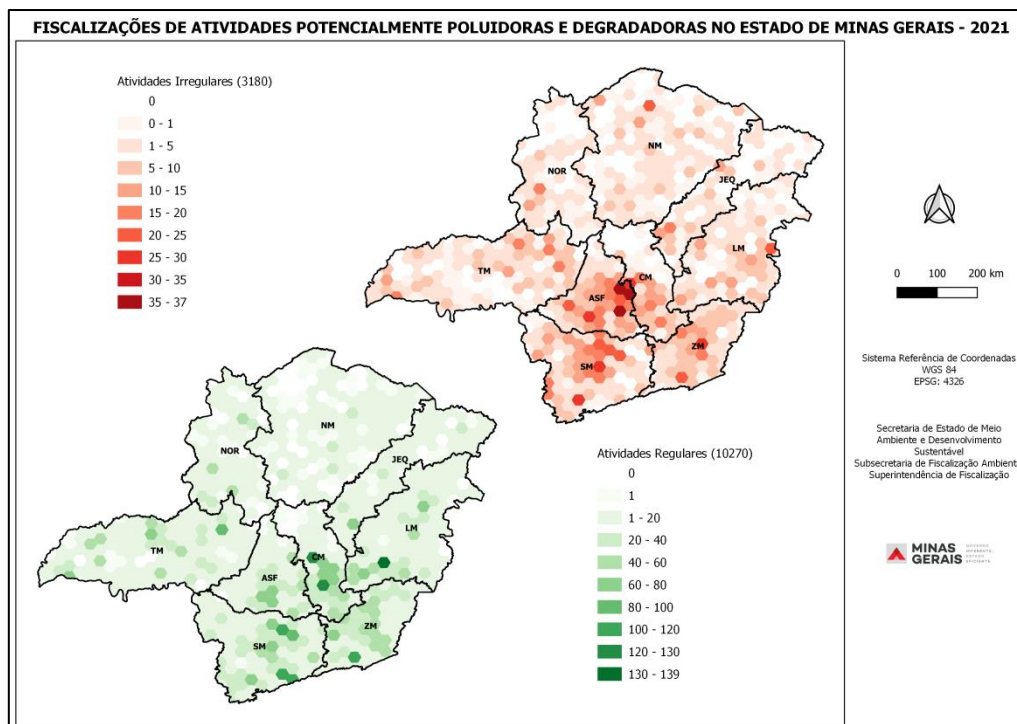 FISCALIZAÇÕES DE ATIVIDADES POTENCIALMENTE POLUIDORAS E DEGRADADORAS NO ESTADO DE MINAS GERAIS - 2021
Atividades Irregulares (3180)
0
0 - 1
1 - 5
5 - 10
10 - 15
15 - 20
20 - 25
25 - 30
30 - 35
35 - 37
NM
NOR
JEQ
LM
TM
CM
ASF
ZM
SM
0 100 200 km
Sistema Referência de Coordenadas
WGS 84
EPSG: 4326
Secretaria de Estado de Meio
Ambiente e Desenvolvimento
Sustentável
Subsecretaria de Fiscalização Ambient
Superintendência de Fiscalização
MINAS
GERAIS
GOVERNO
DIFERENTE.
ESTADO
EFICIENTE.
NM
NOR
JEQ
LM
TM
CM
ASF
ZM
SM
Atividades Regulares (10270)
0
1
1 - 20
20 - 40
40 - 60
60 - 80
80 - 100
100 - 120
120 - 130
130 - 139